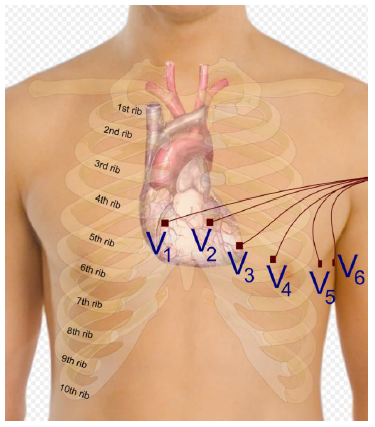 1st rib
2nd rib
3rd rib
4th rib
5th rib
6th rib
7th rib
8th rib
9th rib
10th rib
V1
V2
V3
V4
V5
V6